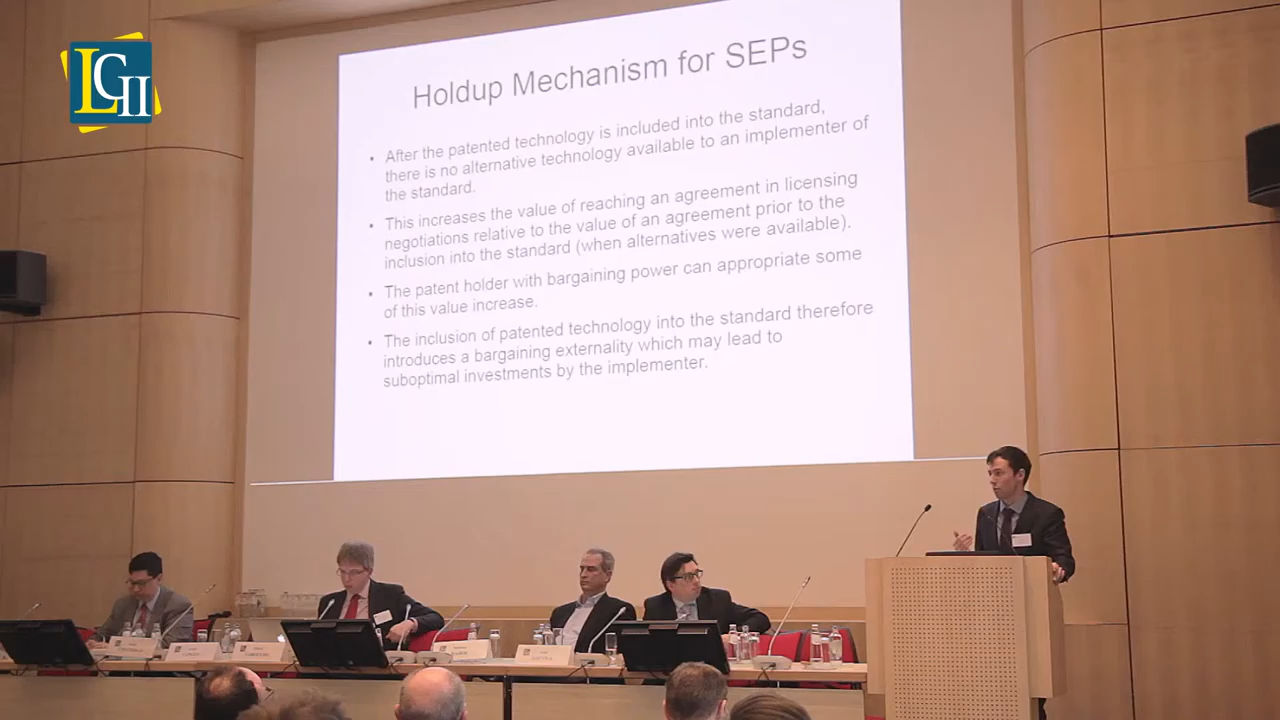 LCII
Holdup Mechanism for SEPs
• After the patented technology is included into the standard,
there is no alternative technology available to an implementer of
the standard.
• This increases the value of reaching an agreement in licensing
negotiations relative to the value of an agreement prior to the
inclusion into the standard (when alternatives were available).
• The patent holder with bargaining power can appropriate some
of this value increase.
• The inclusion of patented technology into the standard therefore
introduces a bargaining externality which may lead to
suboptimal investments by the implementer.